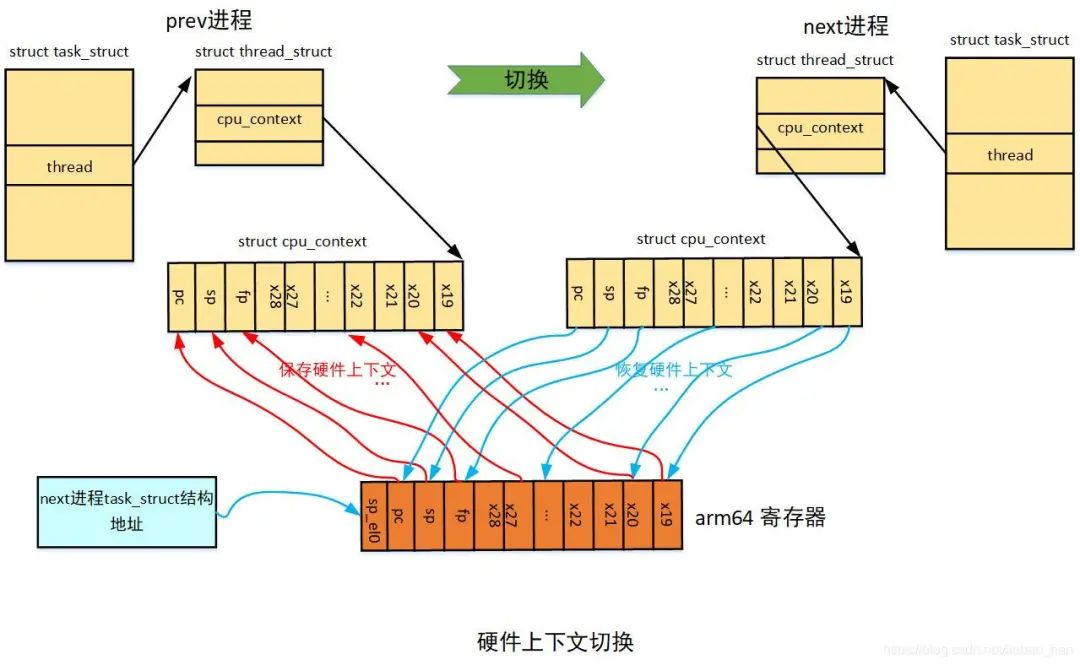 prev进程
next进程
struct task_struct
struct thread_struct
struct thread_struct
struct task_struct
切换
cpu_context
cpu_context
thread
thread
struct cpu_context
struct cpu_context
pc
sp
fp
x28
x27
...
x22
x21
x20
x19
pc
sp
fp
x28
x27
...
x22
x21
x20
x19
保存硬件上下文
...
恢复硬件上下文
...
next进程task_struct结构
地址
sp_el0
pc
sp
fp
x28
x27
...
x22
x21
x20
x19
arm64 寄存器
硬件上下文切换